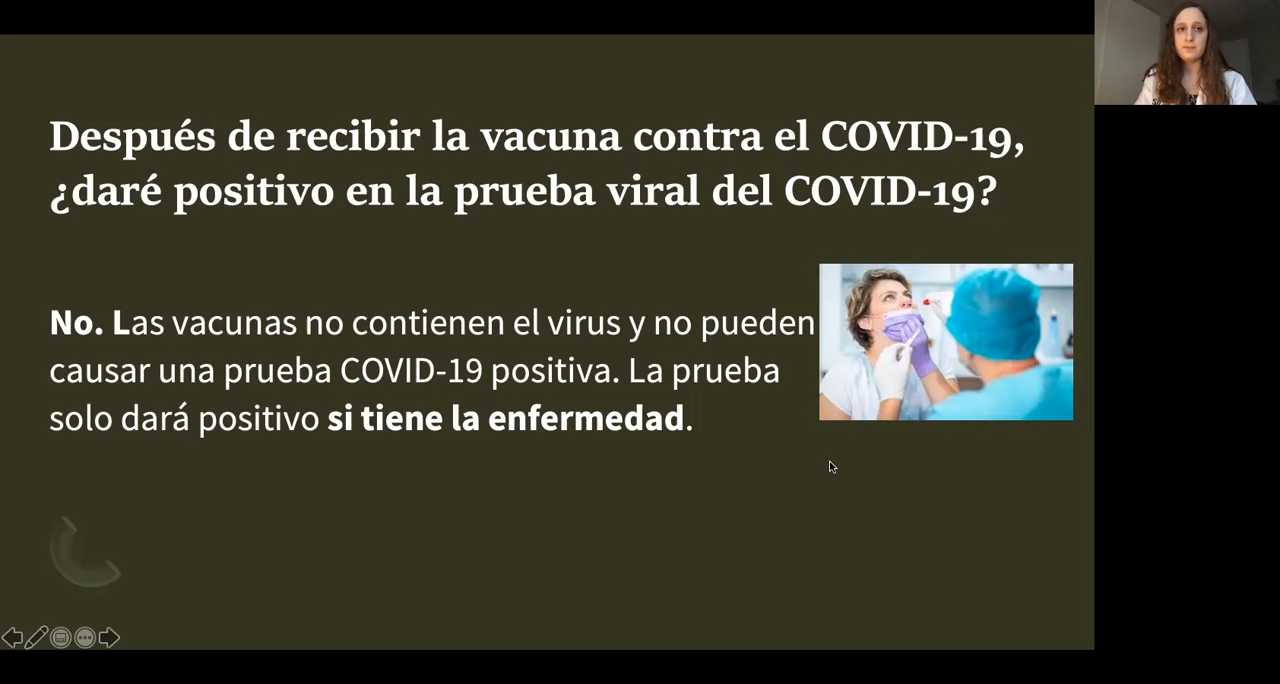 Después de recibir la vacuna contra el COVID-19,
¿daré positivo en la prueba viral del COVID-19?
No. Las vacunas no contienen el virus y no pueden
causar una prueba COVID-19 positiva. La prueba
solo dará positivo si tiene la enfermedad.